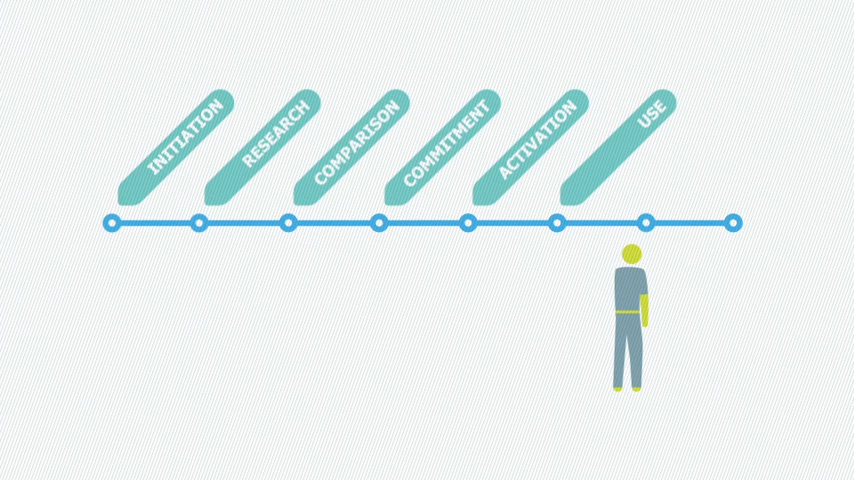 INITIATION
RESEARCH
COMPARISON
COMMITMENT
ACTIVATION
USE